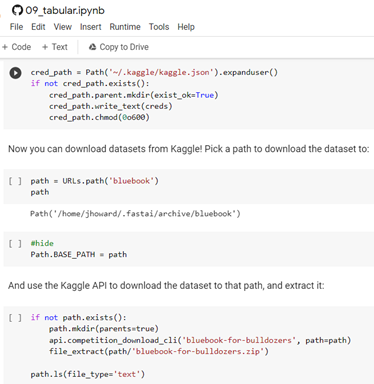 09_tabular.ipynb
File Edit View Insert Runtime Tools Help
+ Code + Text Copy to Drive
cred_path = Path('~/.kaggle/kaggle.json').expanduser()
if not cred_path.exists():
    cred_path.parent.mkdir(exist_ok=True)
    cred_path.write_text(creds)
    cred_path.chmod(0o600)
Now you can download datasets from Kaggle! Pick a path to download the dataset to:
[ ] path = URLs.path('bluebook')
path
Path('/home/jhoward/.fastai/archive/bluebook')
[ ] #hide
Path.BASE_PATH = path
And use the Kaggle API to download the dataset to that path, and extract it:
[ ] if not path.exists():
    path.mkdir(parents=true)
    api.competition_download_cli('bluebook-for-bulldozers', path=path)
    file_extract(path/'bluebook-for-bulldozers.zip')
path.ls(file_type='text')